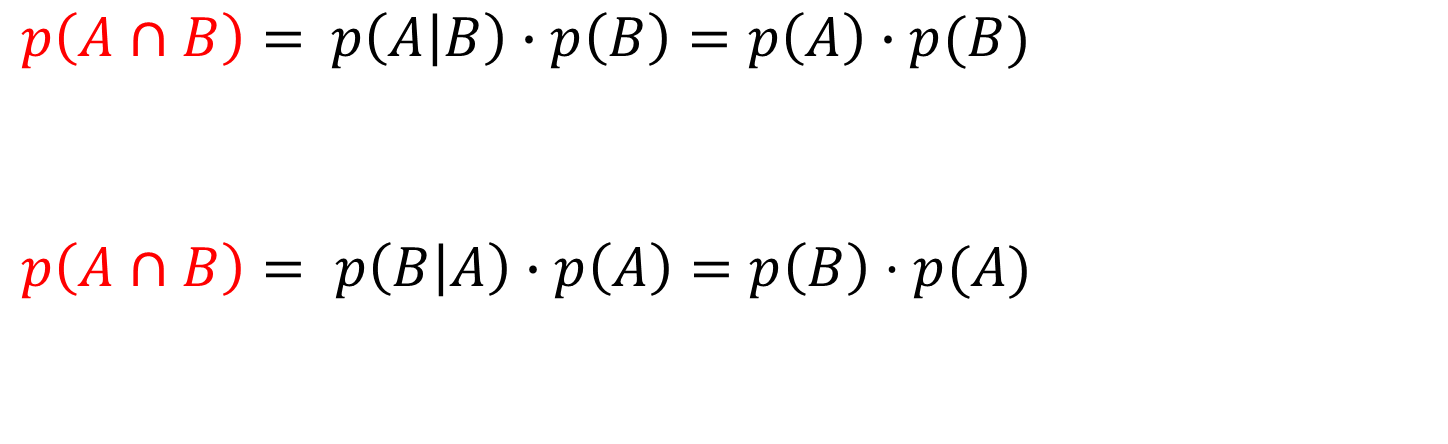 p(A ∩ B) = p(A|B) · p(B) = p(A) · p(B)
p(A ∩ B) = p(B|A) · p(A) = p(B) · p(A)